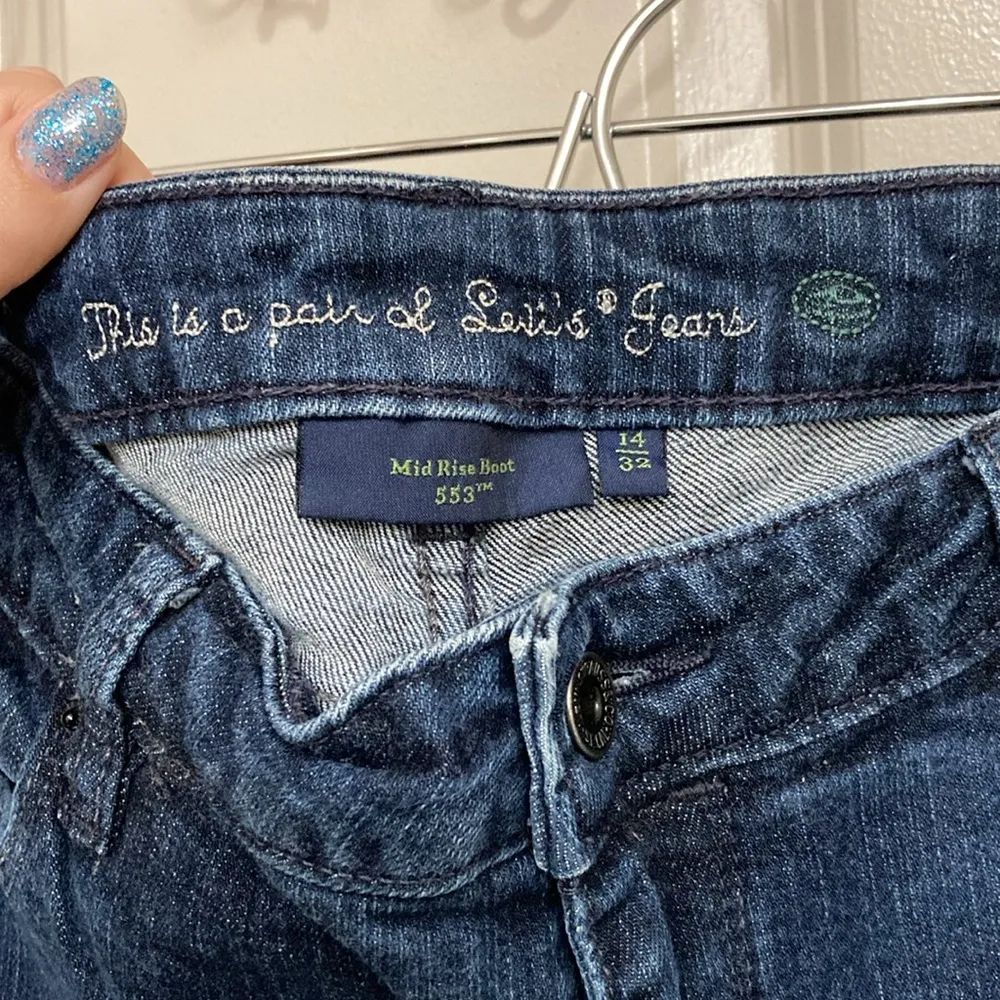 This is a pair of Levi's® Jeans
Mid Rise Boot
553™
14
32